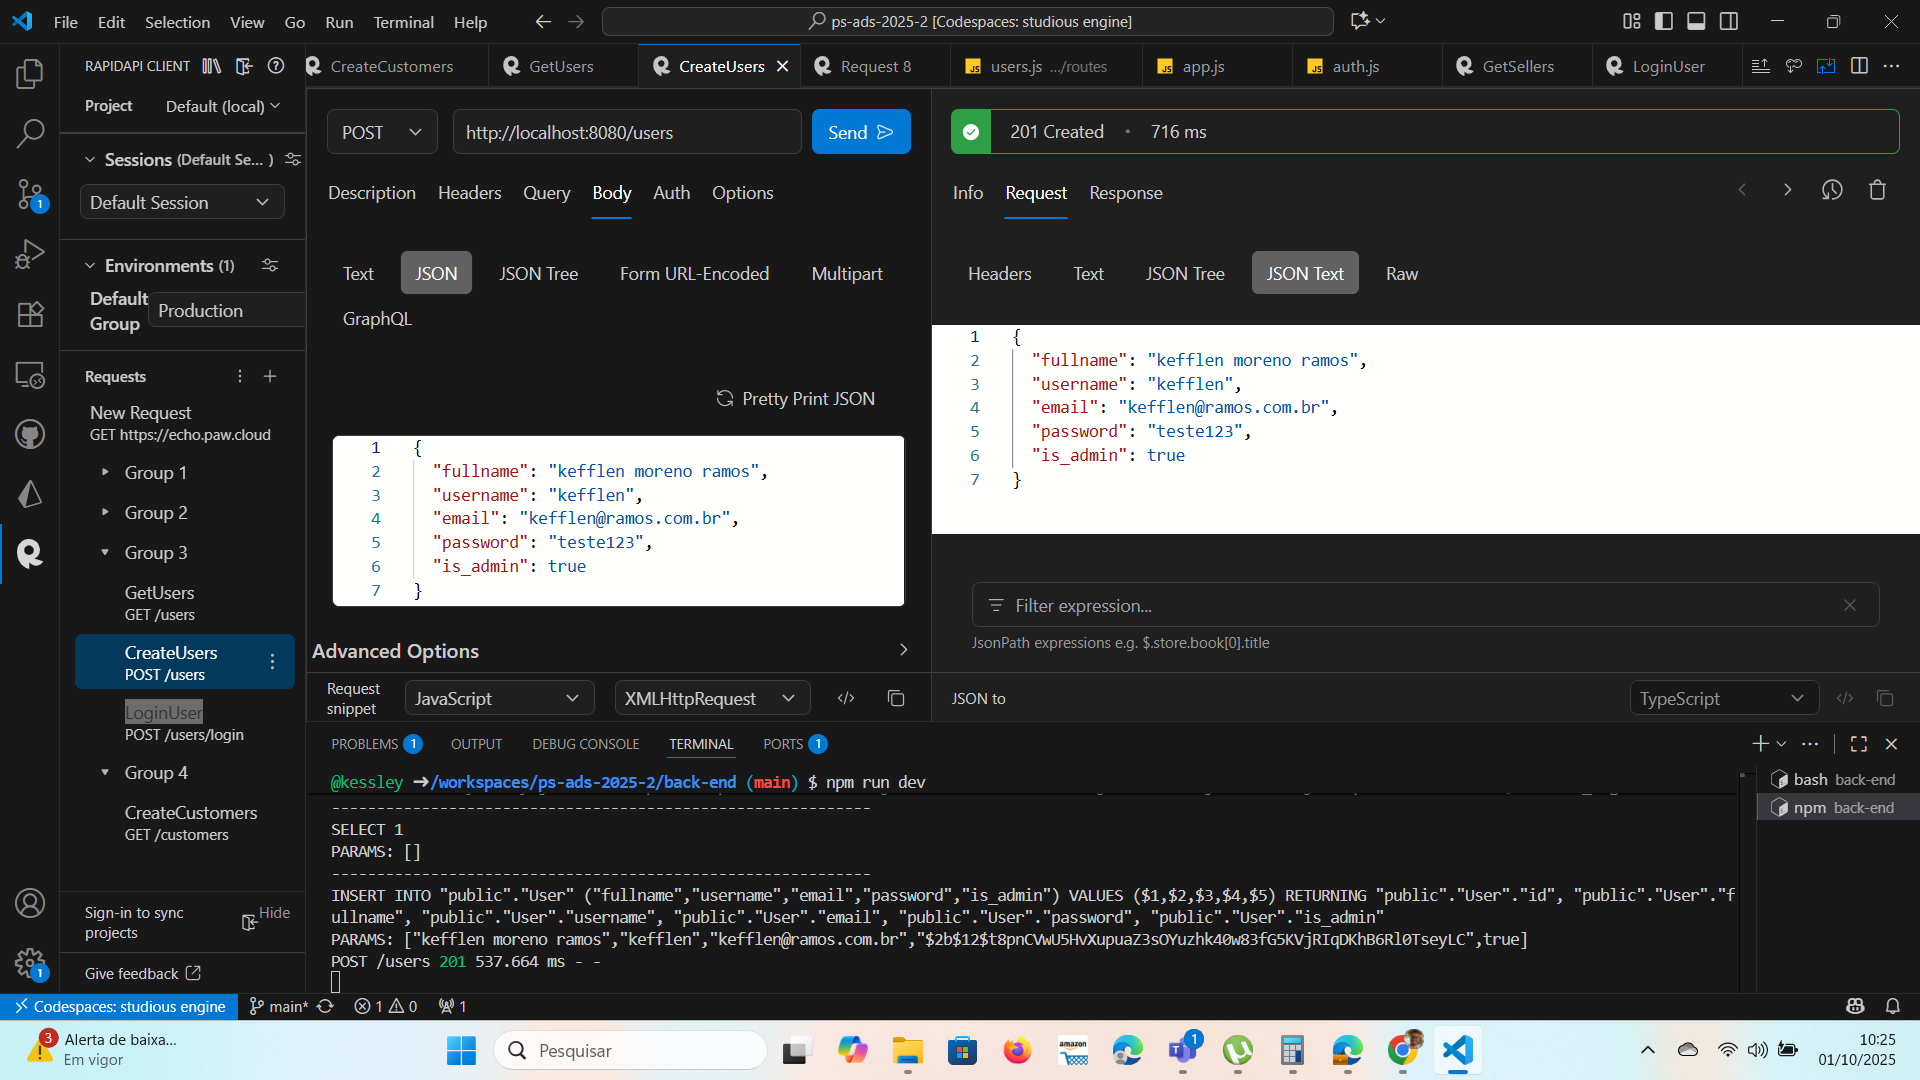 File Edit Selection View Go Run Terminal Help
ps-ads-2025-2 [Codespaces: studious engine]
RAPIDAPI CLIENT
CreateCustomers GetUsers CreateUsers Request 8 users.js .../routes app.js auth.js GetSellers LoginUser
Project Default (local)
Sessions (Default Se... )
Default Session
Environments (1)
Default Group Production
Requests
New Request
GET https://echo.paw.cloud
Group 1
Group 2
Group 3
GetUsers
GET /users
CreateUsers
POST /users
LoginUser
POST /users/login
Group 4
CreateCustomers
GET /customers
Sign-in to sync projects
Hide
Give feedback
POST http://localhost:8080/users Send
Description Headers Query Body Auth Options
Text JSON JSON Tree Form URL-Encoded Multipart
GraphQL
Pretty Print JSON
1 {
2 "fullname": "kefflen moreno ramos",
3 "username": "kefflen",
4 "email": "kefflen@ramos.com.br",
5 "password": "teste123",
6 "is_admin": true
7 }
Advanced Options
Request snippet JavaScript XMLHttpRequest
201 Created • 716 ms
Info Request Response
Headers Text JSON Tree JSON Text Raw
1 {
2 "fullname": "kefflen moreno ramos",
3 "username": "kefflen",
4 "email": "kefflen@ramos.com.br",
5 "password": "teste123",
6 "is_admin": true
7 }
Filter expression...
JsonPath expressions e.g. $.store.book[0].title
JSON to TypeScript
PROBLEMS 1 OUTPUT DEBUG CONSOLE TERMINAL PORTS 1
@kessley ➜/workspaces/ps-ads-2025-2/back-end (main) $ npm run dev
------------------------------------------------------------
SELECT 1
PARAMS: []
------------------------------------------------------------
INSERT INTO "public"."User" ("fullname","username","email","password","is_admin") VALUES ($1,$2,$3,$4,$5) RETURNING "public"."User"."id", "public"."User"."f
ullname", "public"."User"."username", "public"."User"."email", "public"."User"."password", "public"."User"."is_admin"
PARAMS: ["kefflen moreno ramos","kefflen","kefflen@ramos.com.br","$2b$12$t8pnCVwU5HvXupuaZ3sOYuzhk40w83fG5KVjRIqDKhB6Rl0TseyLC",true]
POST /users 201 537.664 ms - -
bash back-end
npm back-end
Codespaces: studious engine main* 1 0 1
3
Alerta de baixa...
Em vigor
Pesquisar
amazon
1
10:25
01/10/2025